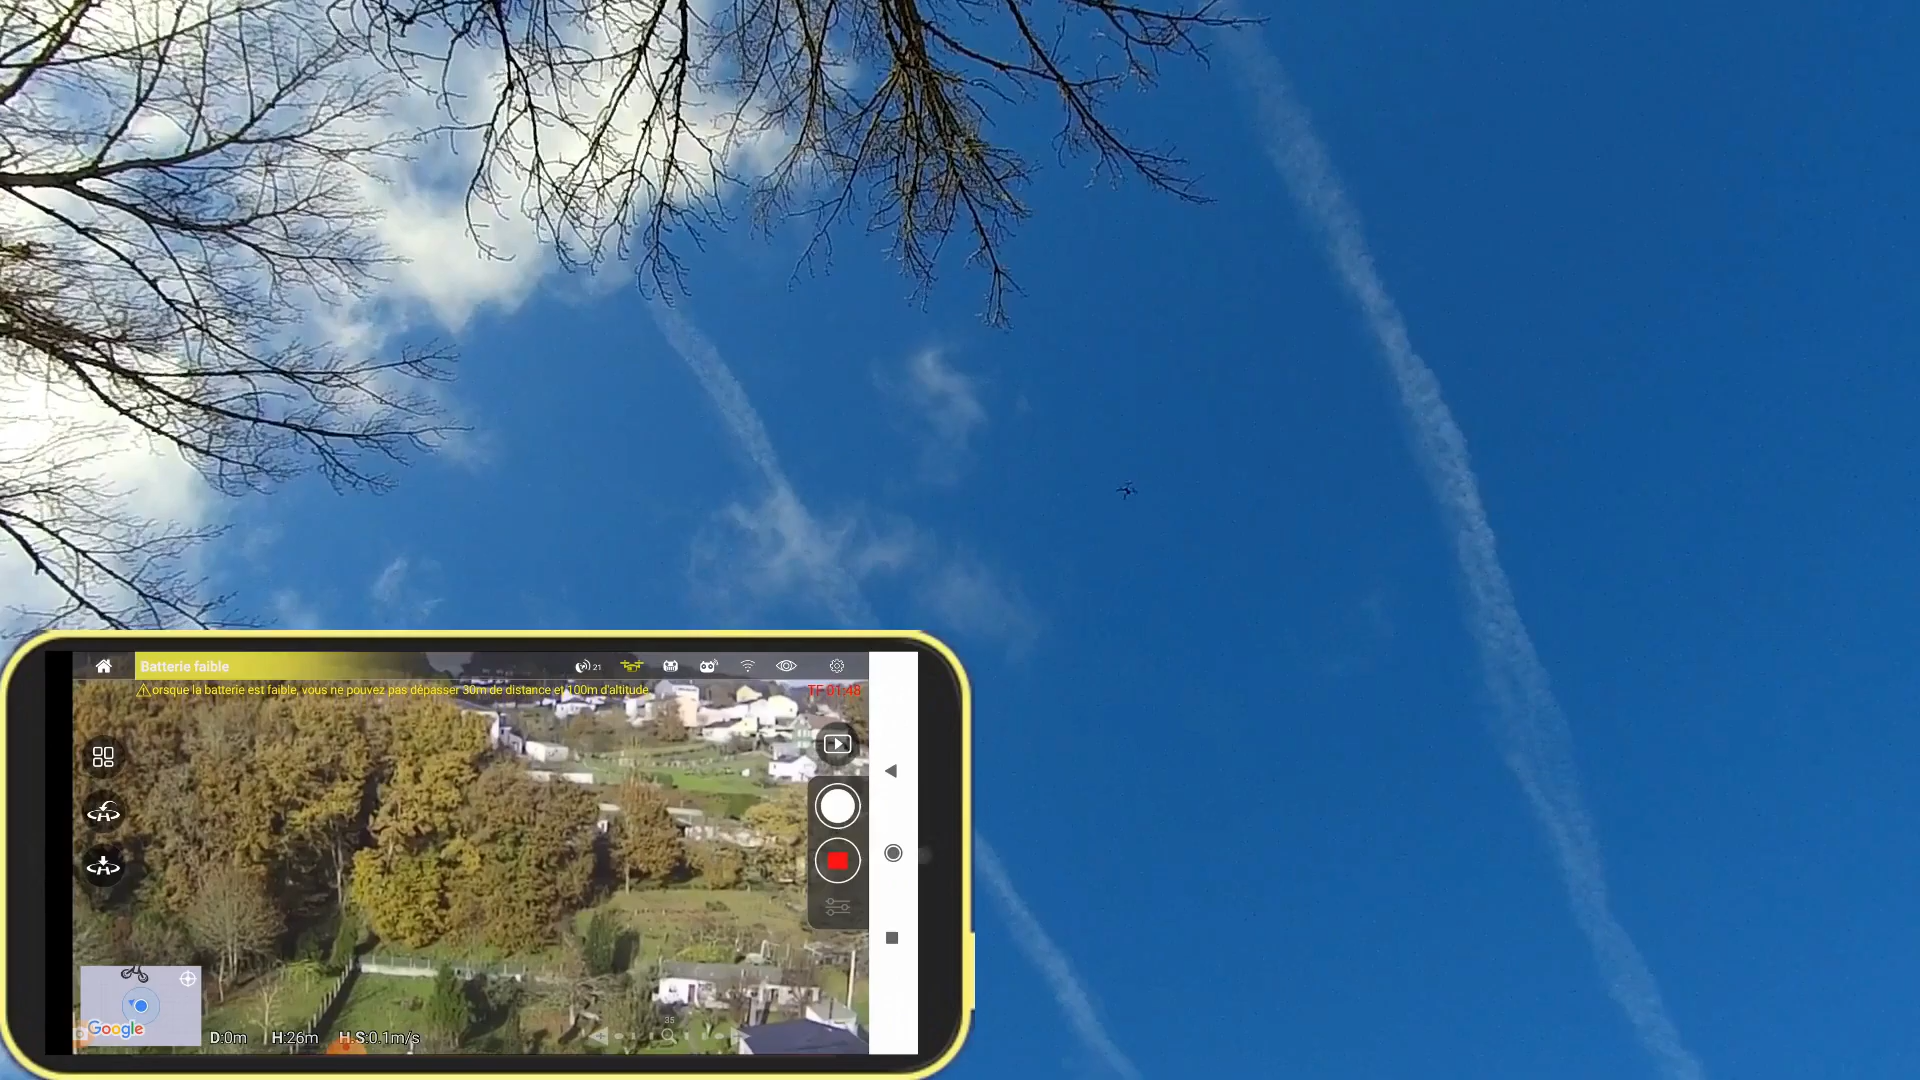 Batterie faible
21
orsque la batterie est faible, vous ne pouvez pas dépasser 30m de distance et 100m d'altitude
TF 01:48
35
Google
D:0m H:26m H.S:0.1m/s